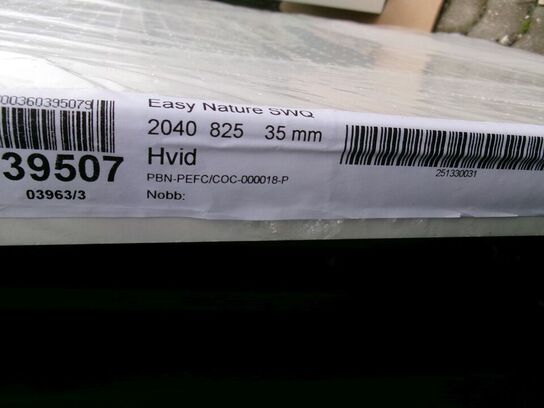 00360395079
39507
03963/3
Easy Nature SWQ
2040 825 35 mm
Hvid
PBN-PEFC/COC-000018-P
Nobb:
251330031